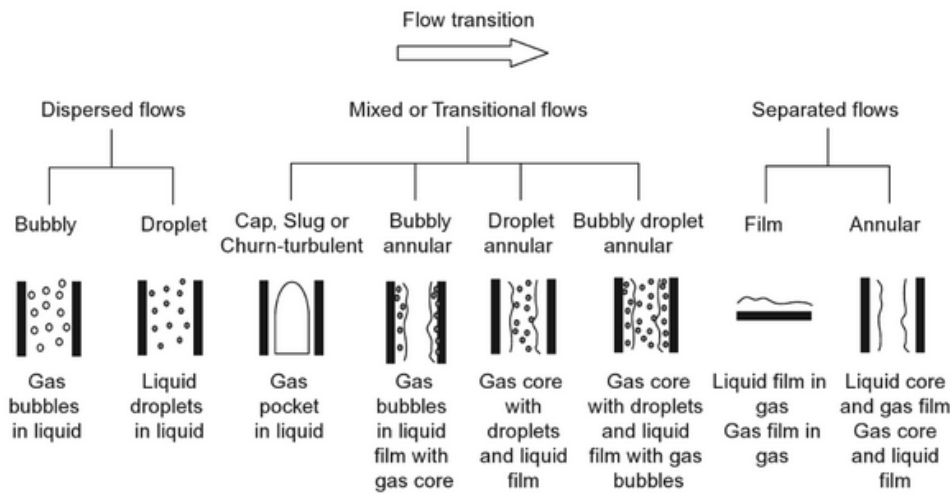 Flow transition
Dispersed flows
Mixed or Transitional flows
Separated flows
Bubbly
Droplet
Cap, Slug or
Churn-turbulent
Bubbly
annular
Droplet
annular
Bubbly droplet
annular
Film
Annular
Gas
bubbles
in liquid
Liquid
droplets
in liquid
Gas
pocket
in liquid
Gas
bubbles
in liquid
film with
gas core
Gas core
with
droplets
and liquid
film
Gas core
with droplets
and liquid
film with gas
bubbles
Liquid film in
gas
Gas film in
gas
Liquid core
and gas film
Gas core
and liquid
film